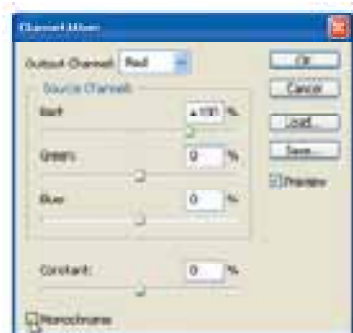 Channel Mixer
Output Channel: Red
OK
Source Channels
Cancel
Red: %
Load...
Green: 0 %
Save...
Preview
Blue: 0 %
Constant: 0 %
Monochrome